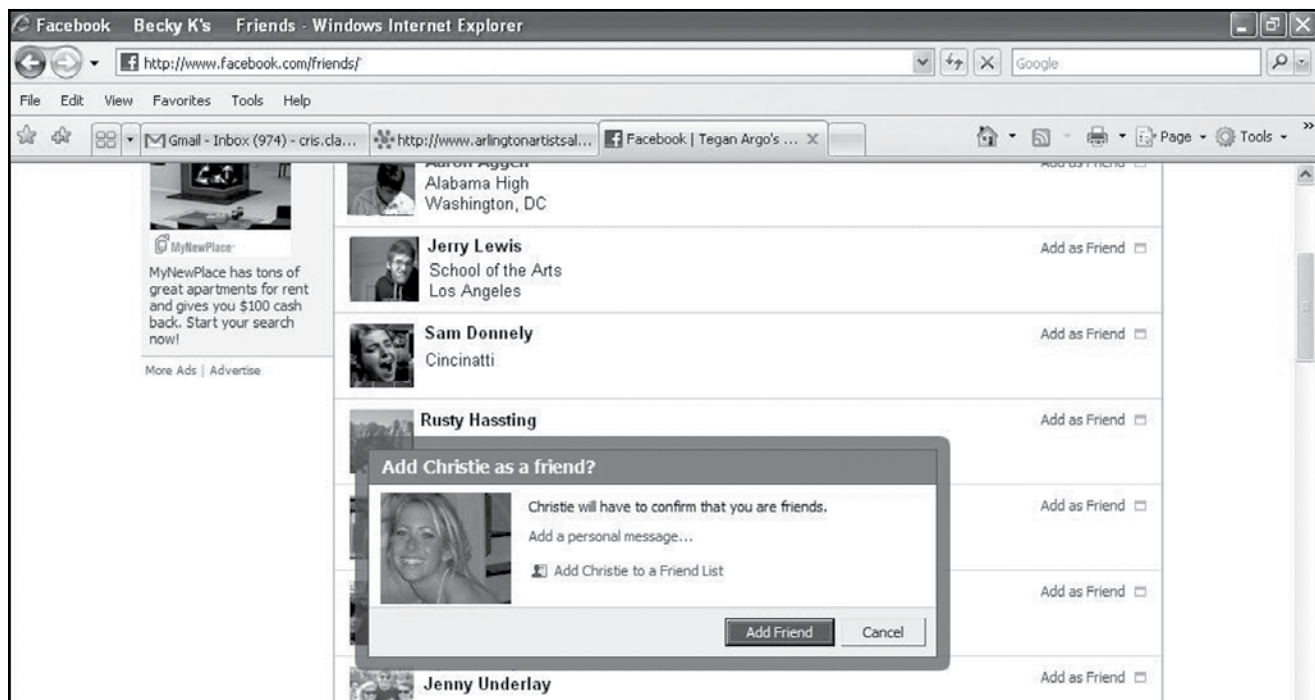 Facebook Becky K's Friends - Windows Internet Explorer
http://www.facebook.com/friends/
Google
File Edit View Favorites Tools Help
Gmail - Inbox (974) - cris.cla... http://www.arlingtonartistsal... Facebook | Tegan Argo's ... Page Tools
Aaron Aggen Add as Friend
Alabama High
Washington, DC
MyNewPlace
MyNewPlace has tons of
great apartments for rent
and gives you $100 cash
back. Start your search
now!
More Ads | Advertise
Jerry Lewis Add as Friend
School of the Arts
Los Angeles
Sam Donnely Add as Friend
Cincinatti
Rusty Hassting Add as Friend
Add Christie as a friend?
Christie will have to confirm that you are friends.
Add a personal message...
Add Christie to a Friend List
Add Friend Cancel
Add as Friend
Add as Friend
Jenny Underlay Add as Friend